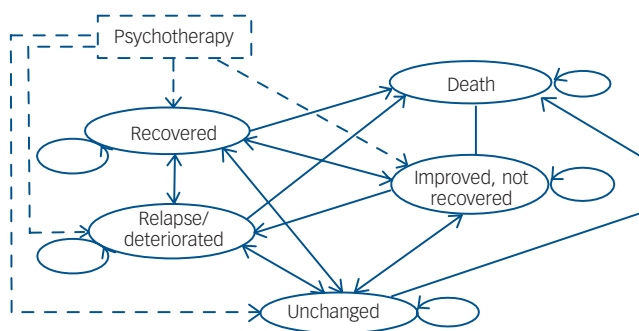 Psychotherapy
Death
Recovered
Improved, not
recovered
Relapse/
deteriorated
Unchanged